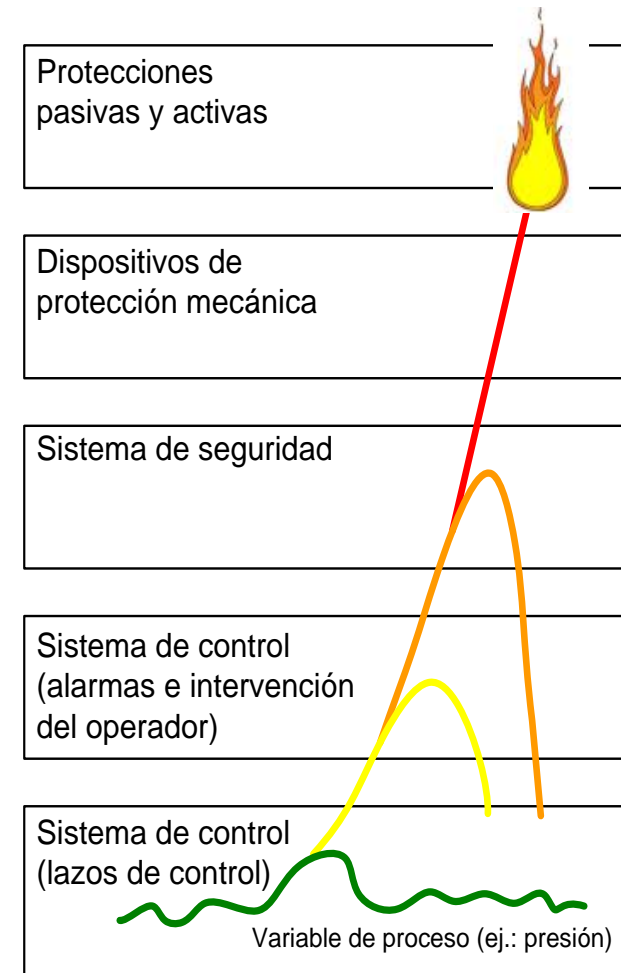 Protecciones
pasivas y activas
Dispositivos de
protección mecánica
Sistema de seguridad
Sistema de control
(alarmas e intervención
del operador)
Sistema de control
(lazos de control)
Variable de proceso (ej.: presión)